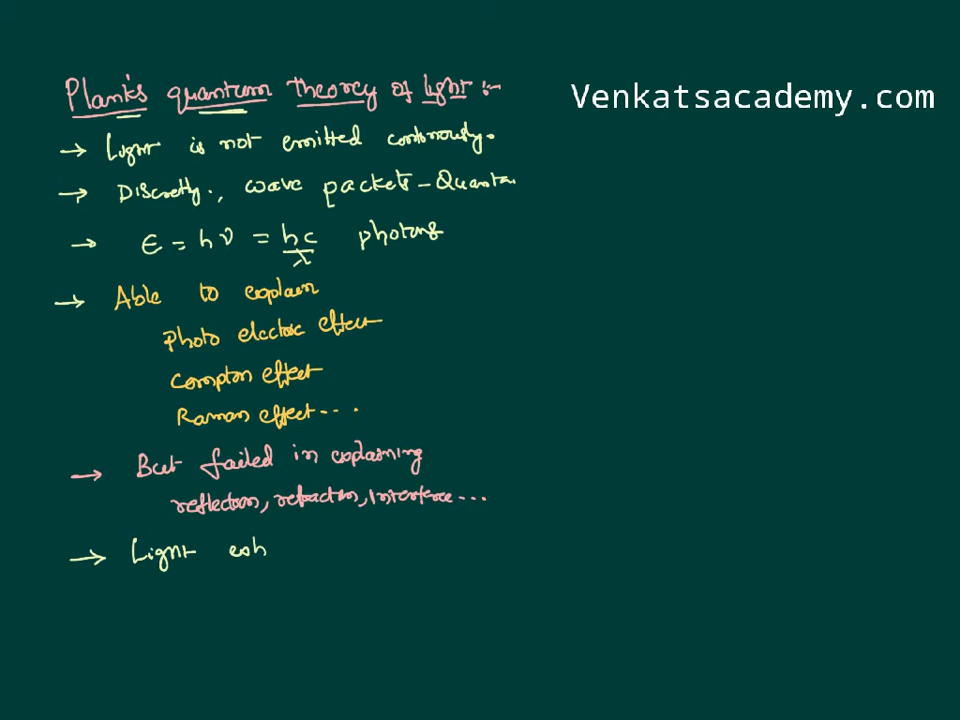 Plank's quantum theory of light :-
Venkatsacademy.com
→ Light is not emitted continously.
→ Discretly., wave packets - Quanta
→ E = hν = hc/λ photons
→ Able to explain
Photo electric effect
Compton effect
Raman effect...
→ But failed in explaining
reflection, refraction, Interference...
→ Light exh